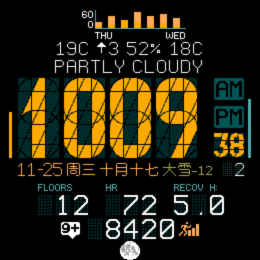 60
0
THU WED
19C ↑3 52% 18C
PARTLY CLOUDY
1009
AM
PM
38
11-25 周三 十月十七 大雪-12 2
FLOORS HR RECOV H:
12 72 5.0
9+ 8420